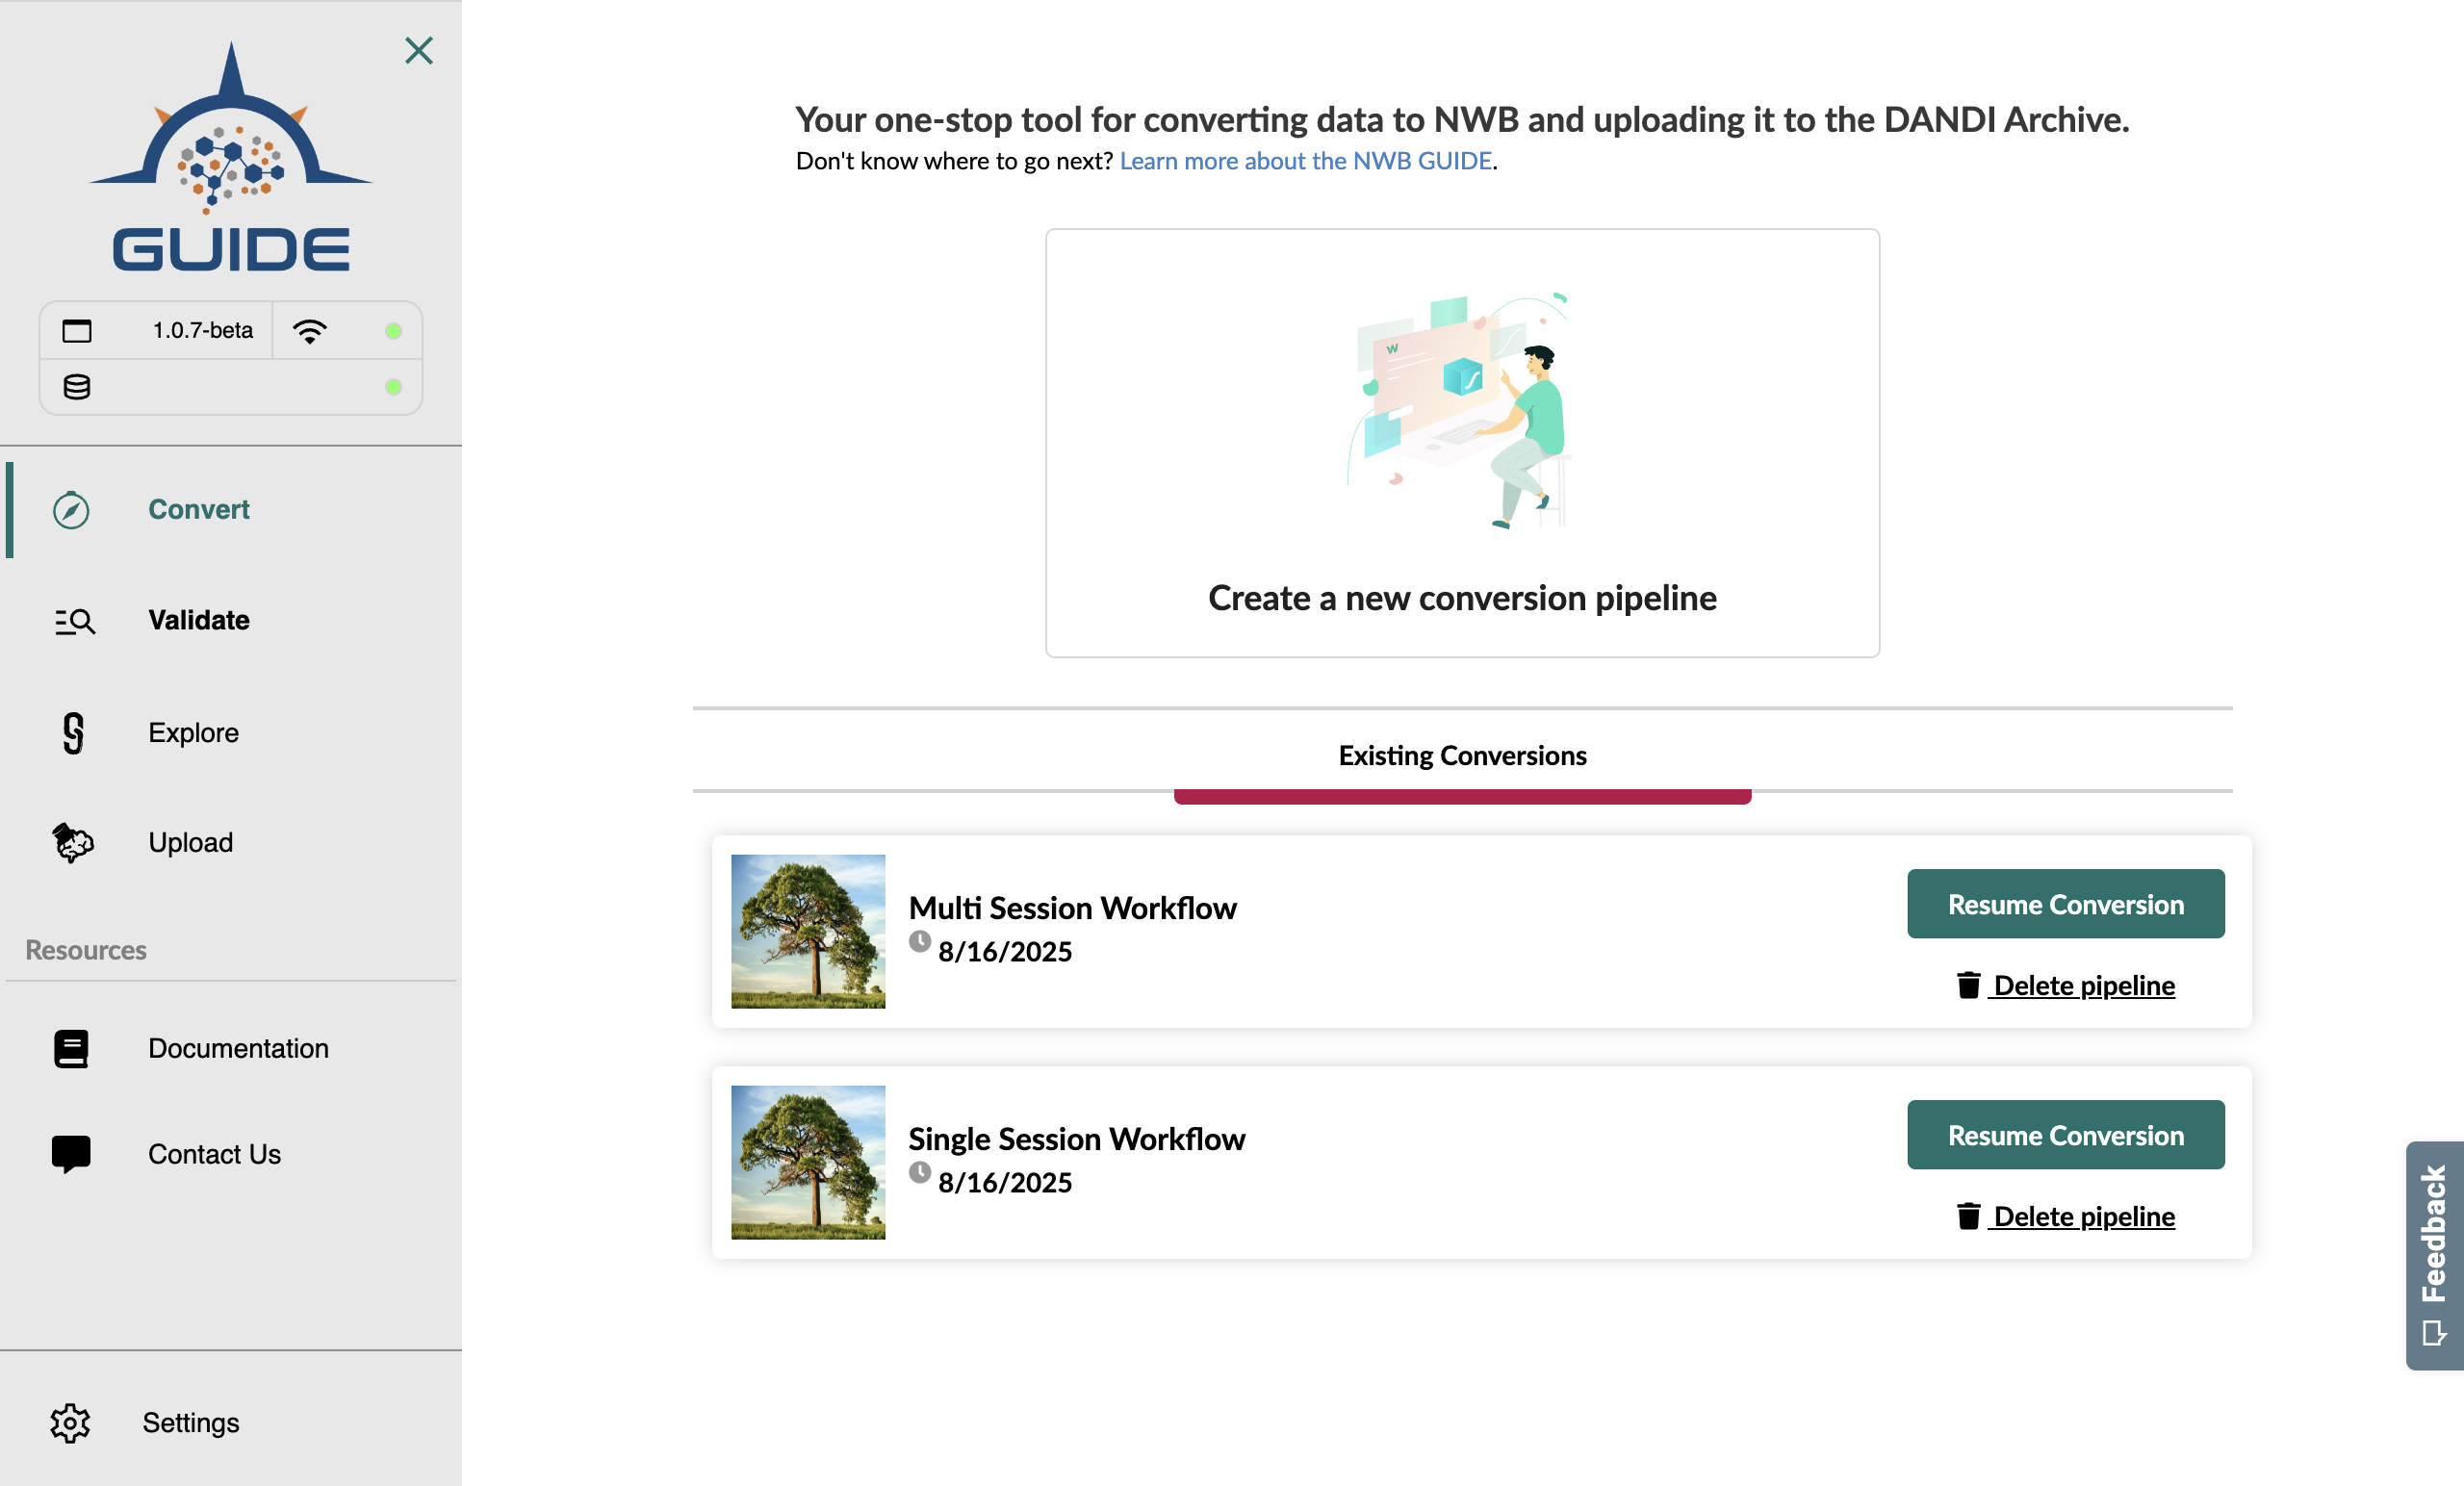 GUIDE
1.0.7-beta
Convert
Validate
Explore
Upload
Resources
Documentation
Contact Us
Settings
Your one-stop tool for converting data to NWB and uploading it to the DANDI Archive.
Don't know where to go next? Learn more about the NWB GUIDE.
W
Create a new conversion pipeline
Existing Conversions
Multi Session Workflow
8/16/2025
Resume Conversion
Delete pipeline
Single Session Workflow
8/16/2025
Resume Conversion
Delete pipeline
Feedback